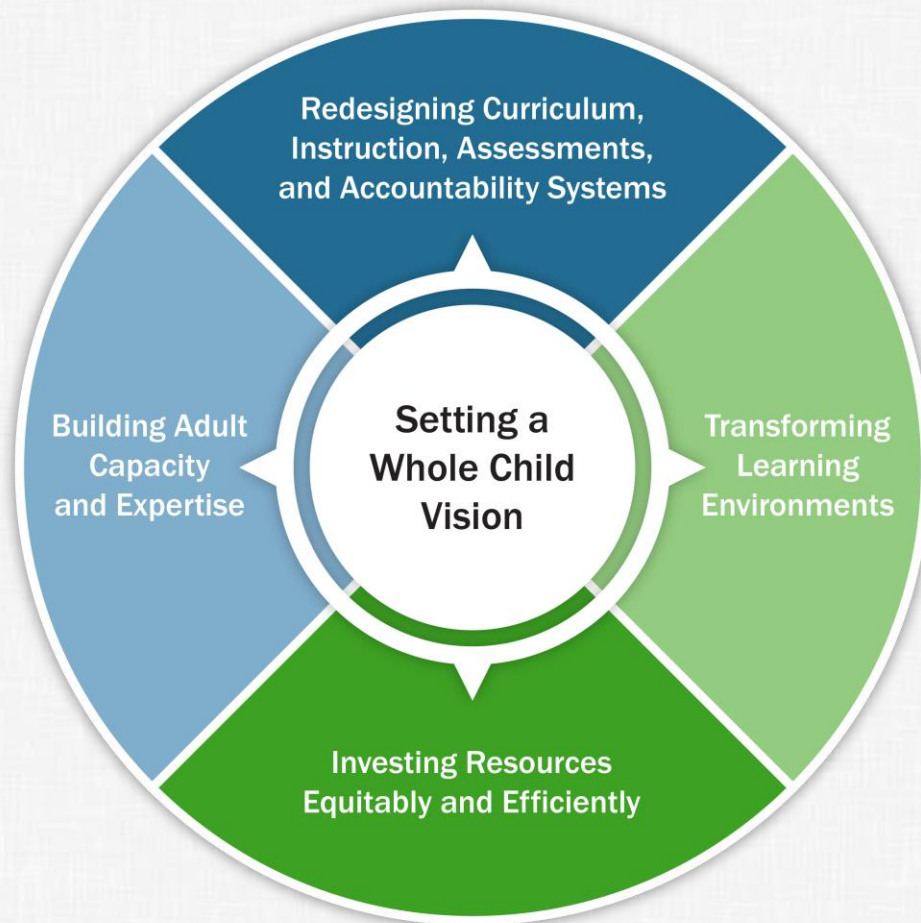 Redesigning Curriculum,
Instruction, Assessments,
and Accountability Systems
Building Adult
Capacity
and Expertise
Setting a
Whole Child
Vision
Transforming
Learning
Environments
Investing Resources
Equitably and Efficiently